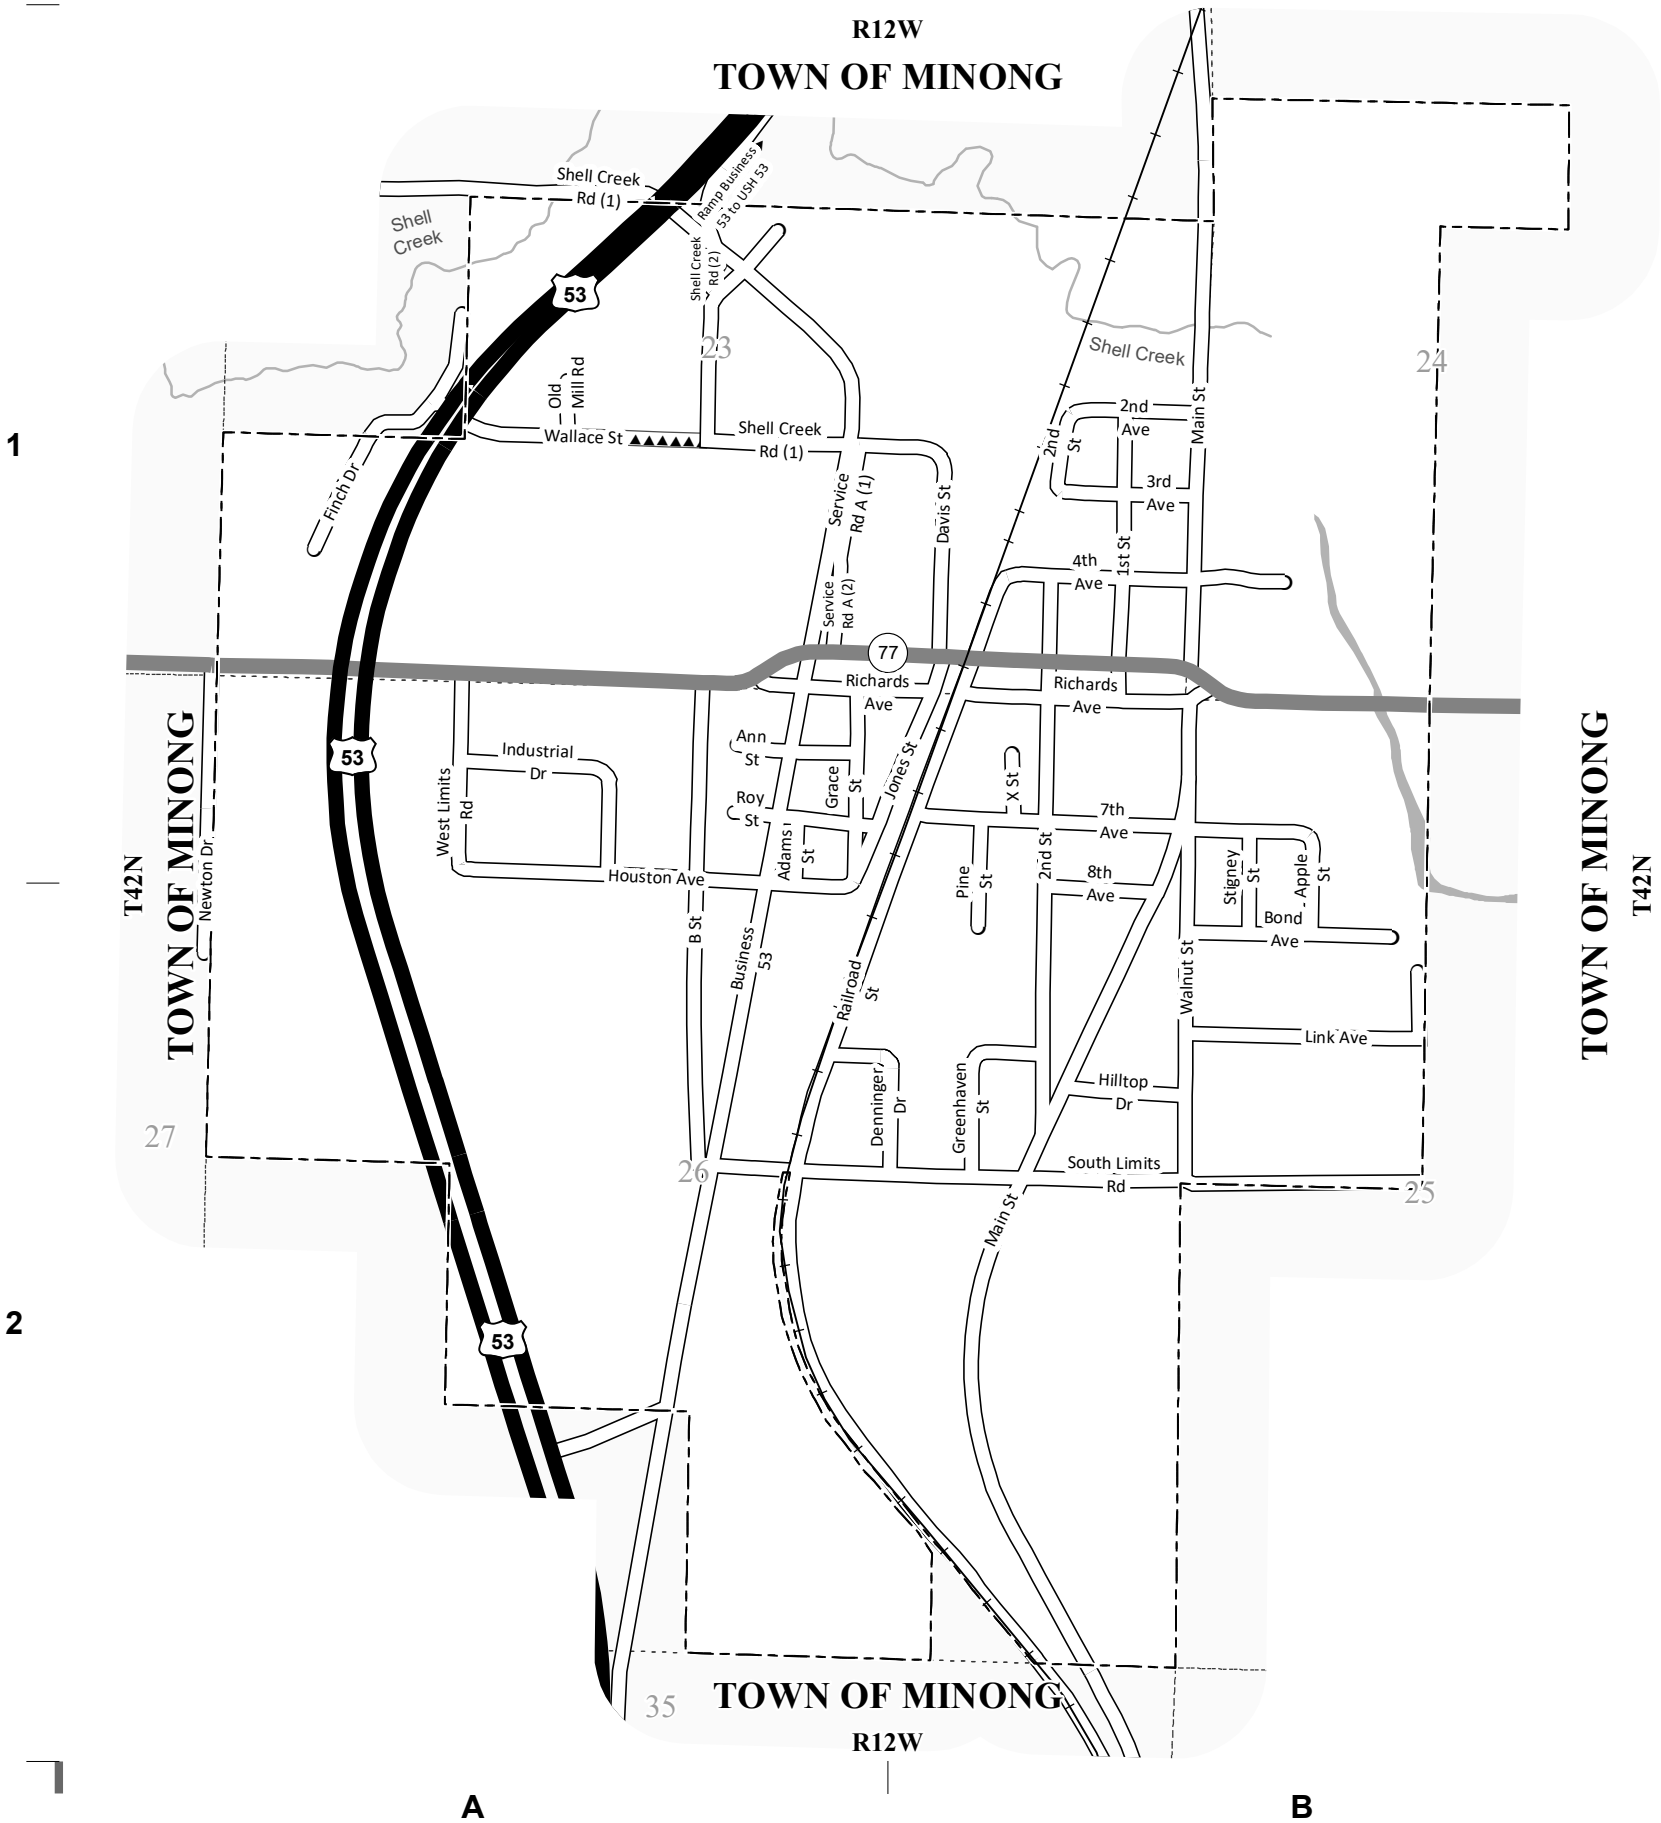 R12W
TOWN OF MINONG
Shell Creek
Rd (1)
Ramp Business
53 to USH 53
Shell
Creek
Shell Creek
Rd (2)
53
23
Shell Creek
24
Old
Mill Rd
2nd
Ave
Main St
1
Wallace St
Shell Creek
Rd (1)
2nd
St
Finch Dr
3rd
Ave
Service
Rd A (1)
Davis St
1st St
4th
Ave
Service
Rd A (2)
77
Richards
Ave
Richards
Ave
53
Industrial
Dr
Ann
St
Jones St
X St
West Limits
Rd
Roy
St
Grace
St
7th
Ave
TOWN OF MINONG
T42N
Newton Dr
Houston Ave
Adams
St
Pine
St
2nd St
8th
Ave
Stigney
St
Apple
St
TOWN OF MINONG
T42N
B St
Business
53
Bond
Ave
Railroad
St
Walnut St
Link Ave
Denninger
Dr
Greenhaven
St
Hilltop
Dr
27
26
South Limits
Rd
25
Main St
2
53
35
TOWN OF MINONG
R12W
A
B